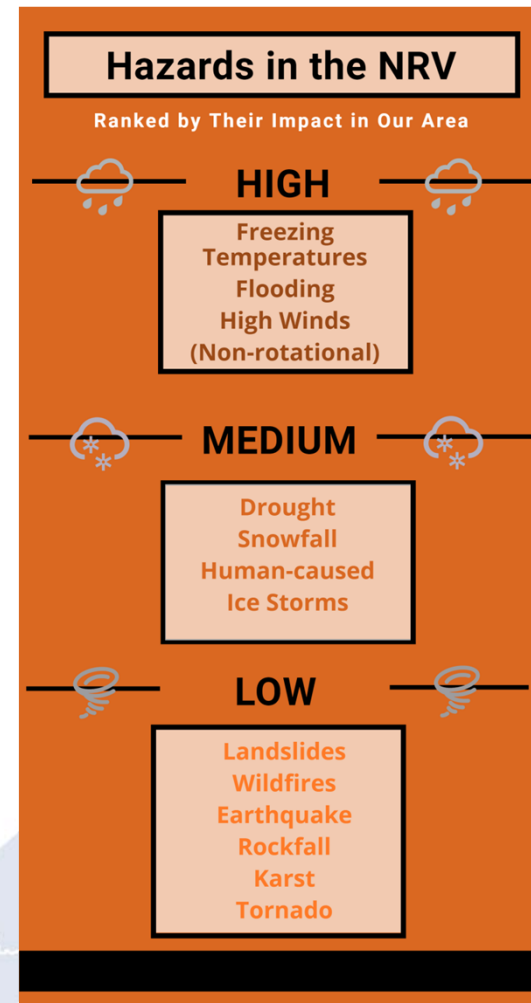 Hazards in the NRV
Ranked by Their Impact in Our Area
HIGH
Freezing
Temperatures
Flooding
High Winds
(Non-rotational)
MEDIUM
Drought
Snowfall
Human-caused
Ice Storms
LOW
Landslides
Wildfires
Earthquake
Rockfall
Karst
Tornado